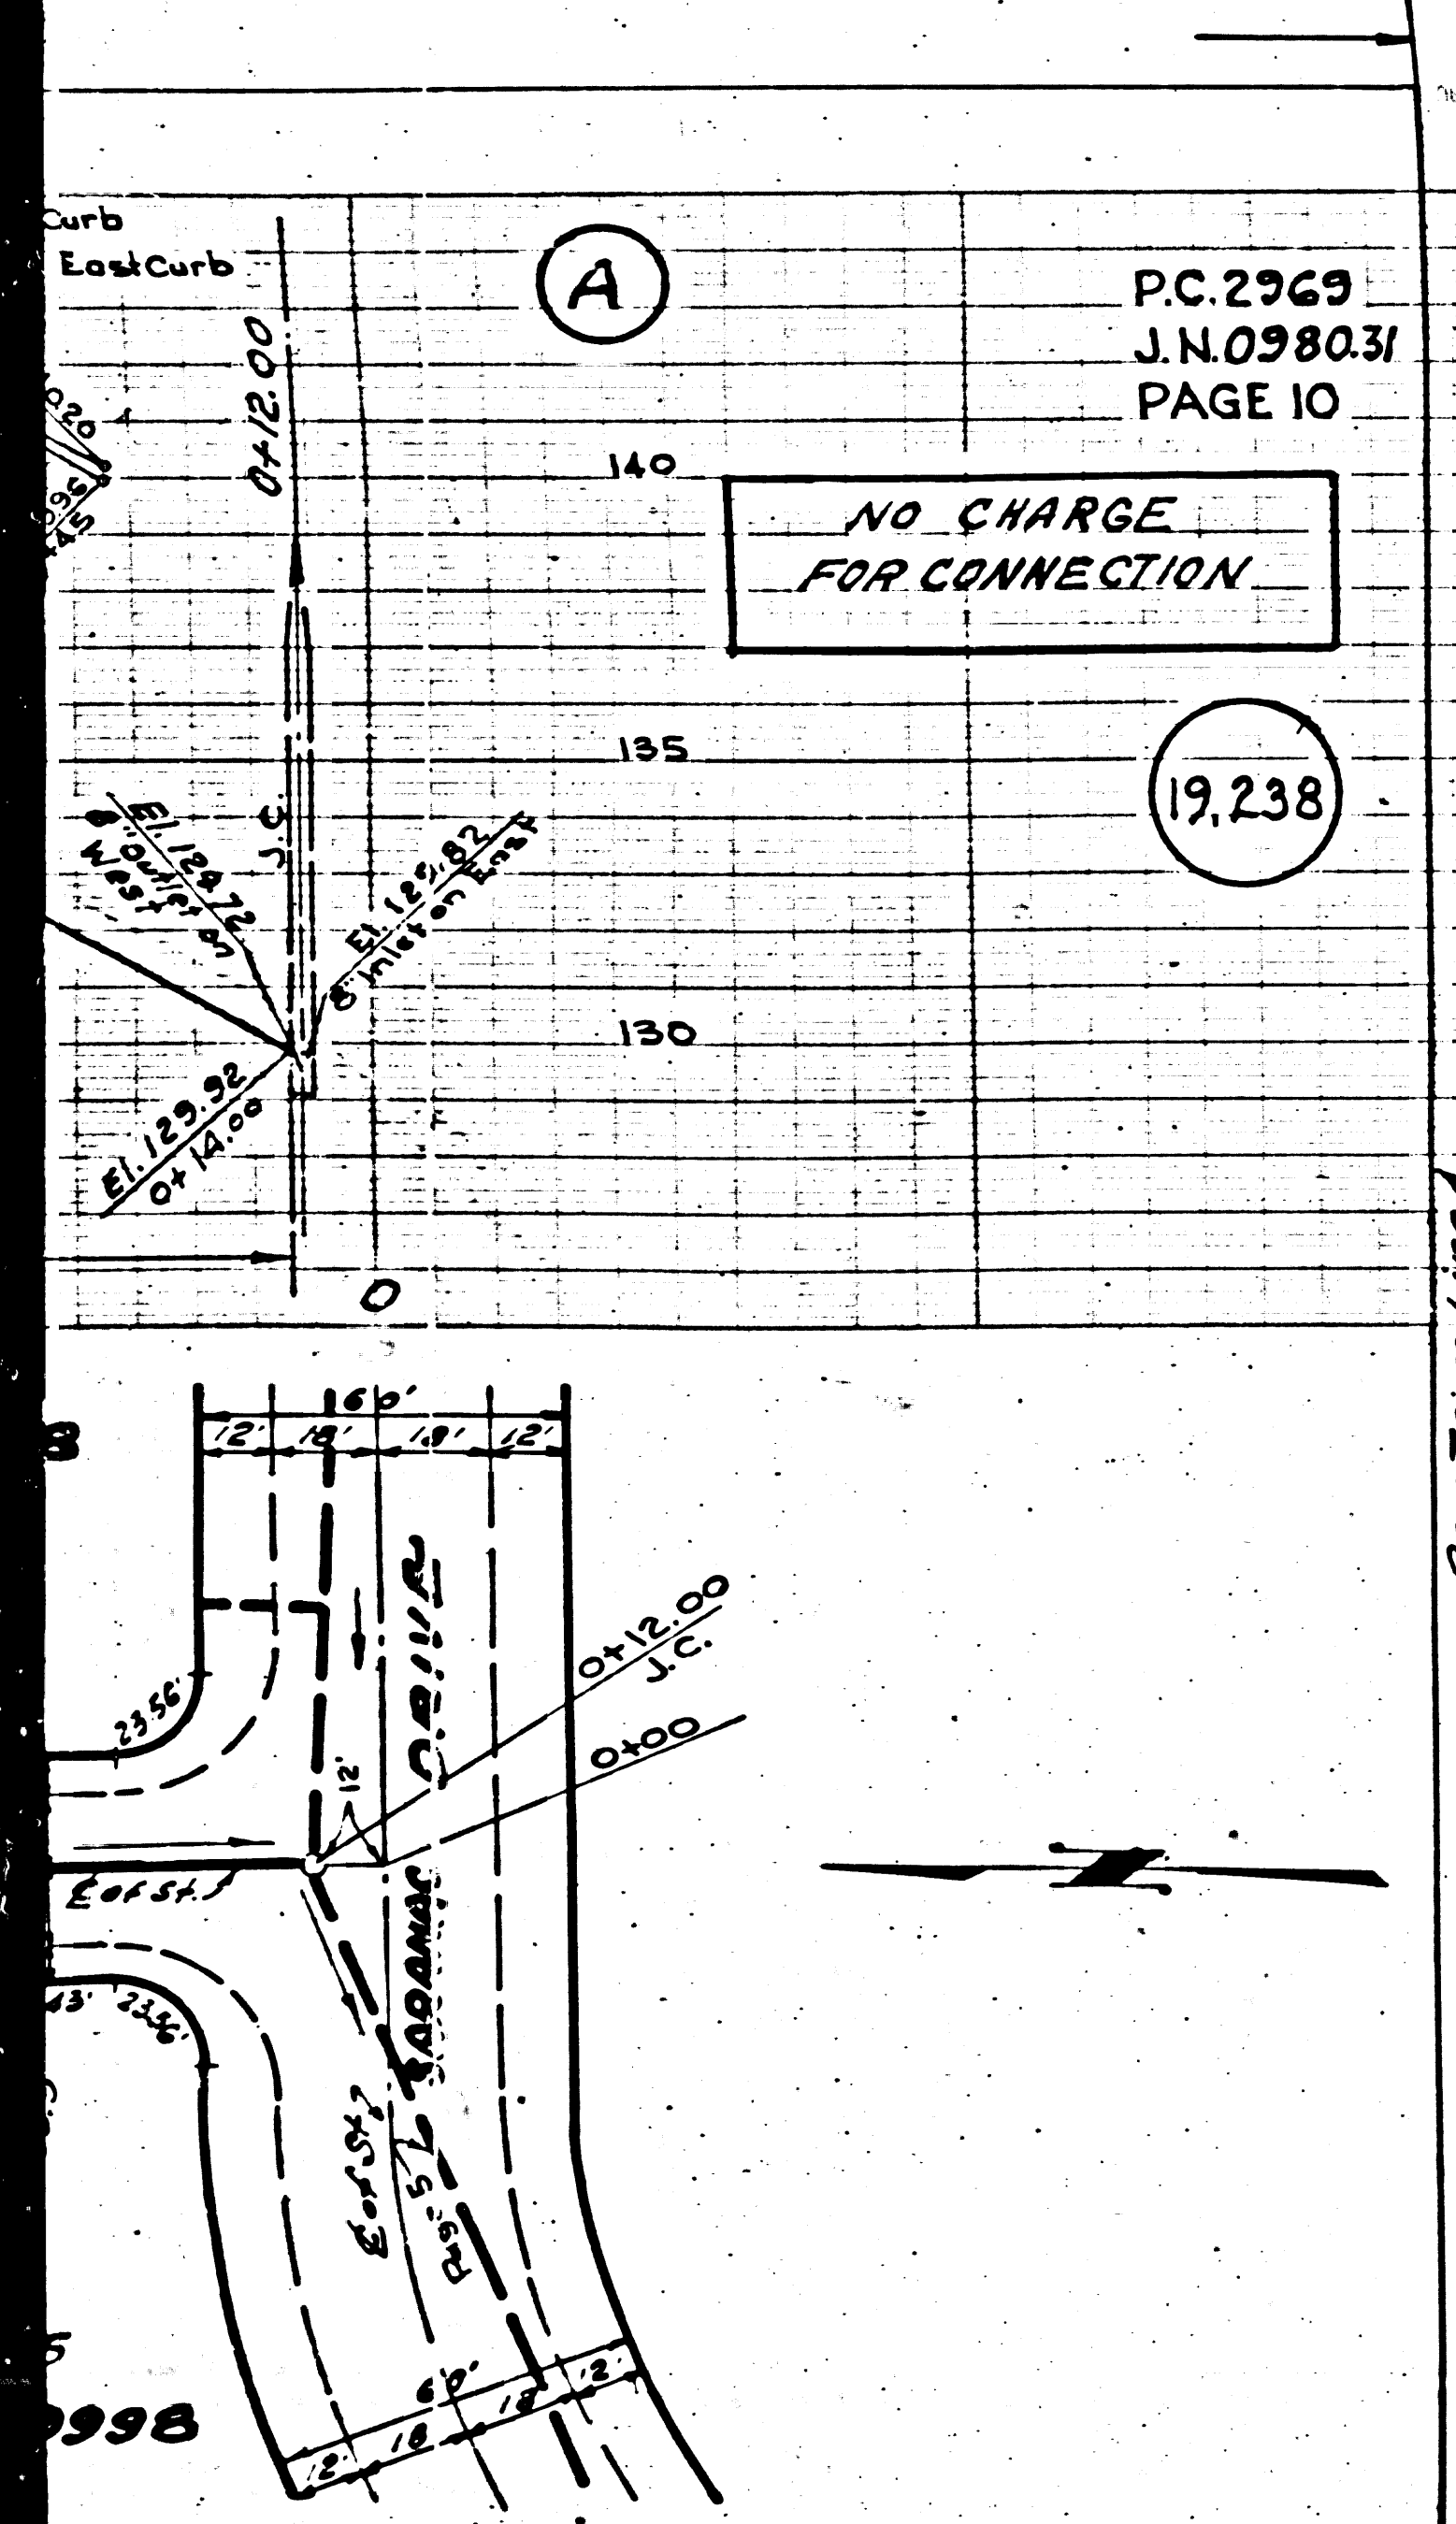 Curb
East Curb
A
P.C. 2969
J.N. 0980.31
PAGE 10
0+12.00
140
NO CHARGE
FOR CONNECTION
135
19,238
J.C.
El. 129.72
8" Outlet on
West
El. 129.82
8" Inlet on East
130
El. 129.92
0+14.00
0
60'
12' 18' 18' 12'
DRIVE
0+12.00
J.C.
0+00
23.56'
12'
℄ of St.
43' 23.56'
℄ of St.
60'
12' 18 18 12'
9998